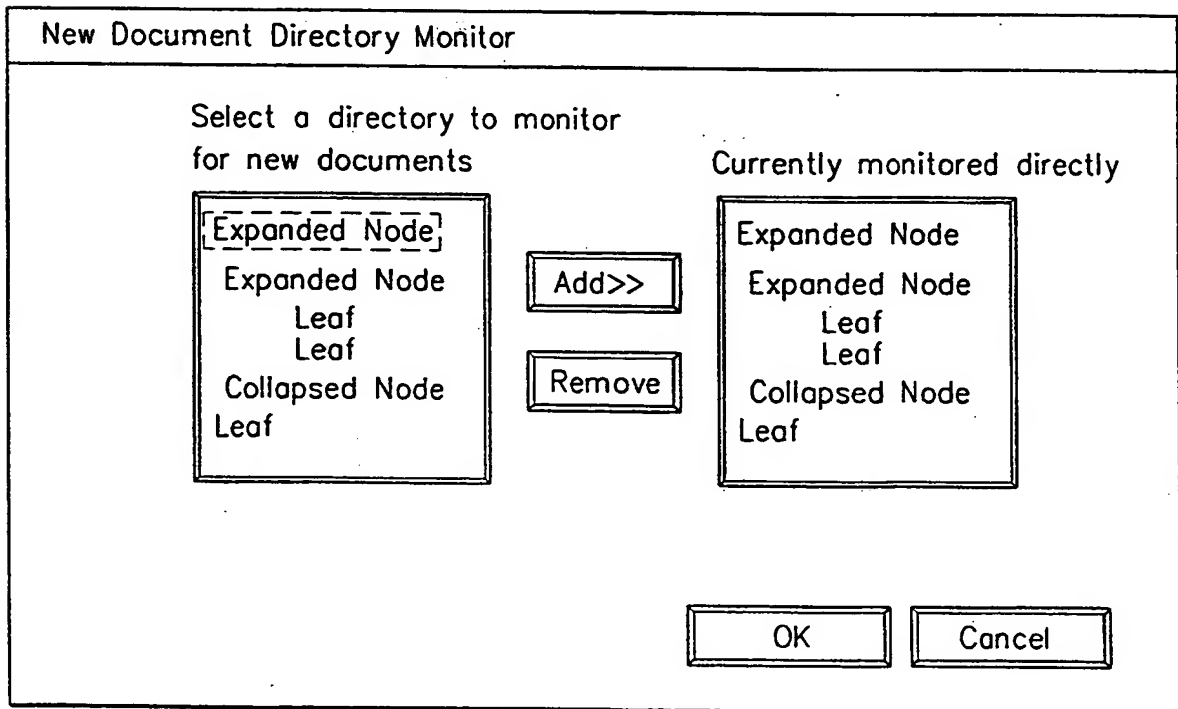 New Document Directory Monitor
Select a directory to monitor
for new documents
Currently monitored directly
Expanded Node
Expanded Node
Leaf
Leaf
Collapsed Node
Leaf
Add>>
Remove
Expanded Node
Expanded Node
Leaf
Leaf
Collapsed Node
Leaf
OK
Cancel